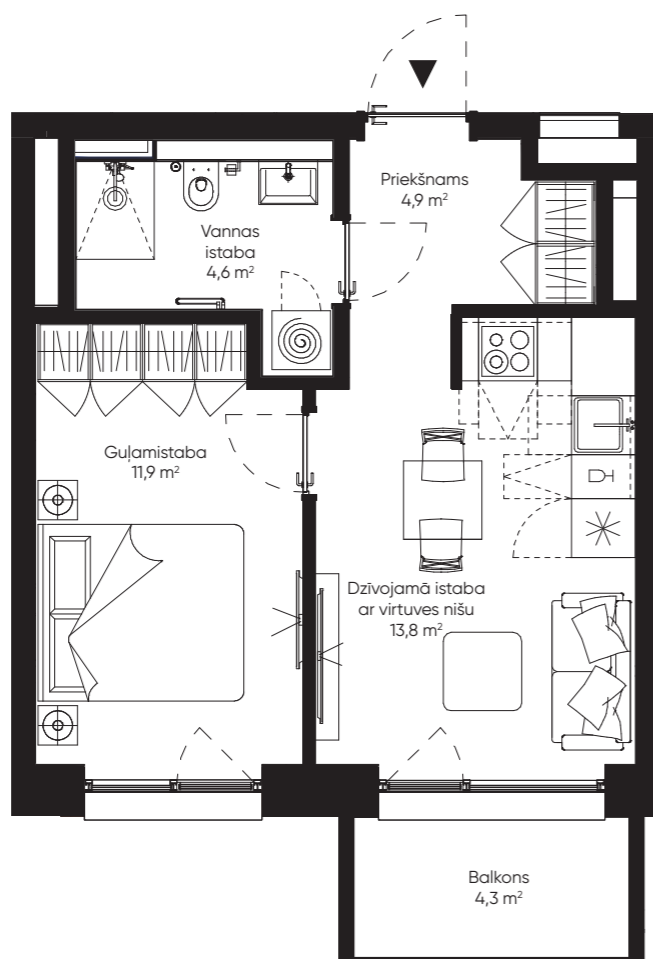 Priekšnams
4,9 m²
Vannas
istaba
4,6 m²
Guļamistaba
11,9 m²
Dzīvojamā istaba
ar virtuves nišu
13,8 m²
Balkons
4,3 m²